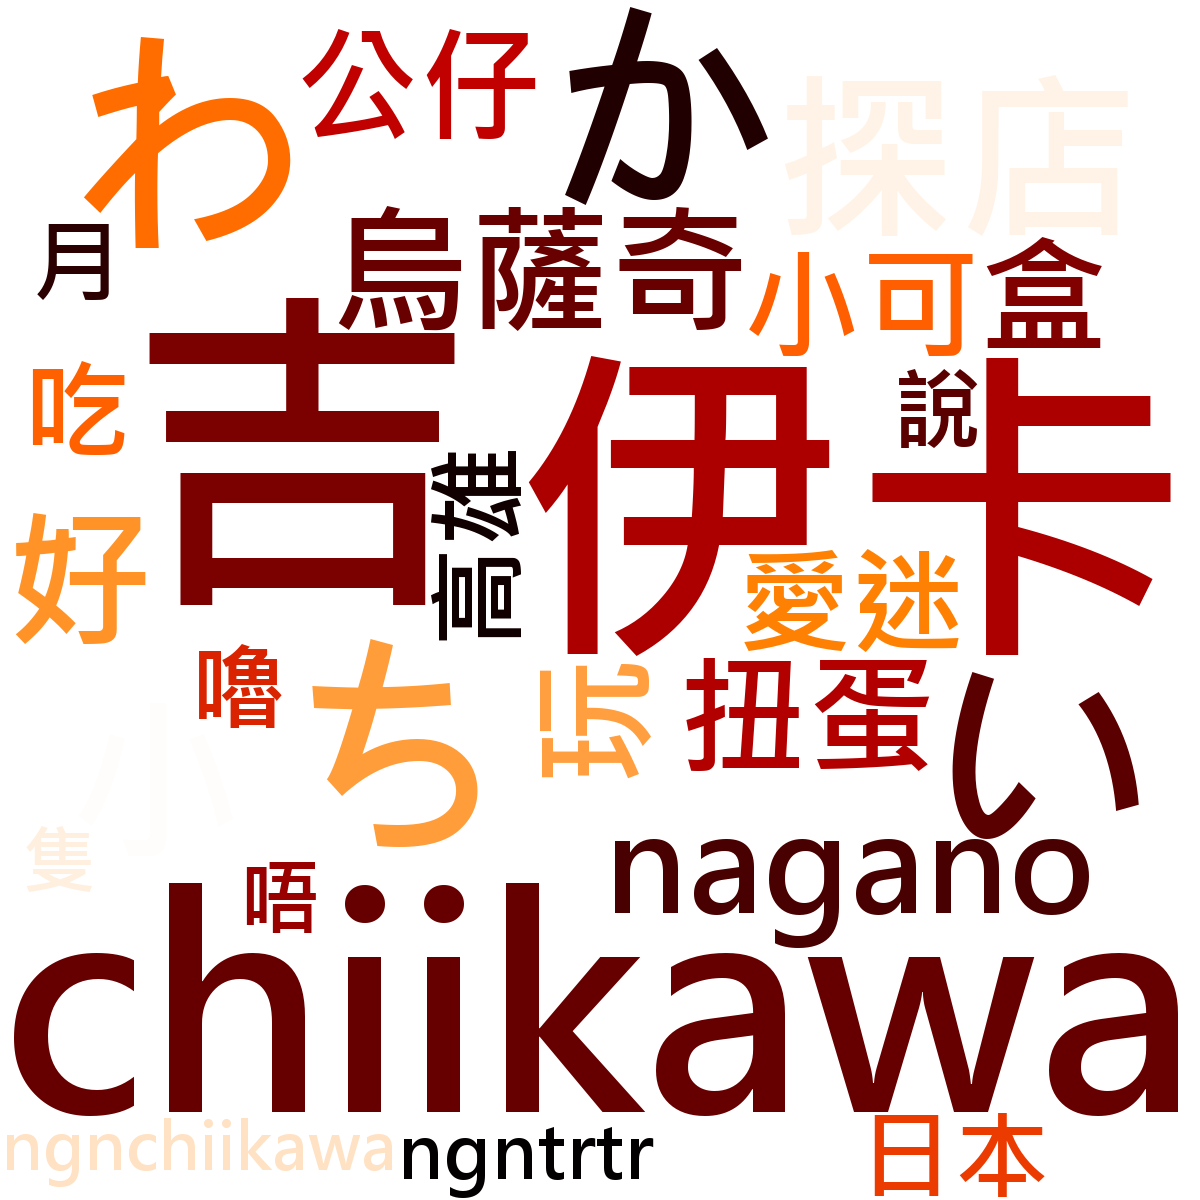 わ
公仔
か
探店
月
烏薩奇
小可
盒
吃
吉
伊
卡
說
高雄
好
愛迷
嚕
ち
玩
扭蛋
い
小
隻
唔
nagano
chiikawa
ngnchiikawa
ngntrtr
日本